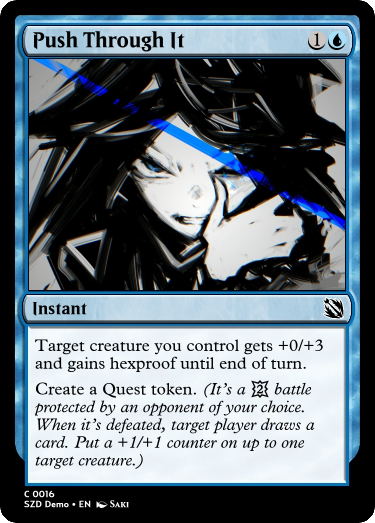 Push Through It 1
Instant
Target creature you control gets +0/+3
and gains hexproof until end of turn.
Create a Quest token. (It's a battle
protected by an opponent of your choice.
When it's defeated, target player draws a
card. Put a +1/+1 counter on up to one
target creature.)
C 0016
SZD Demo • EN Saki